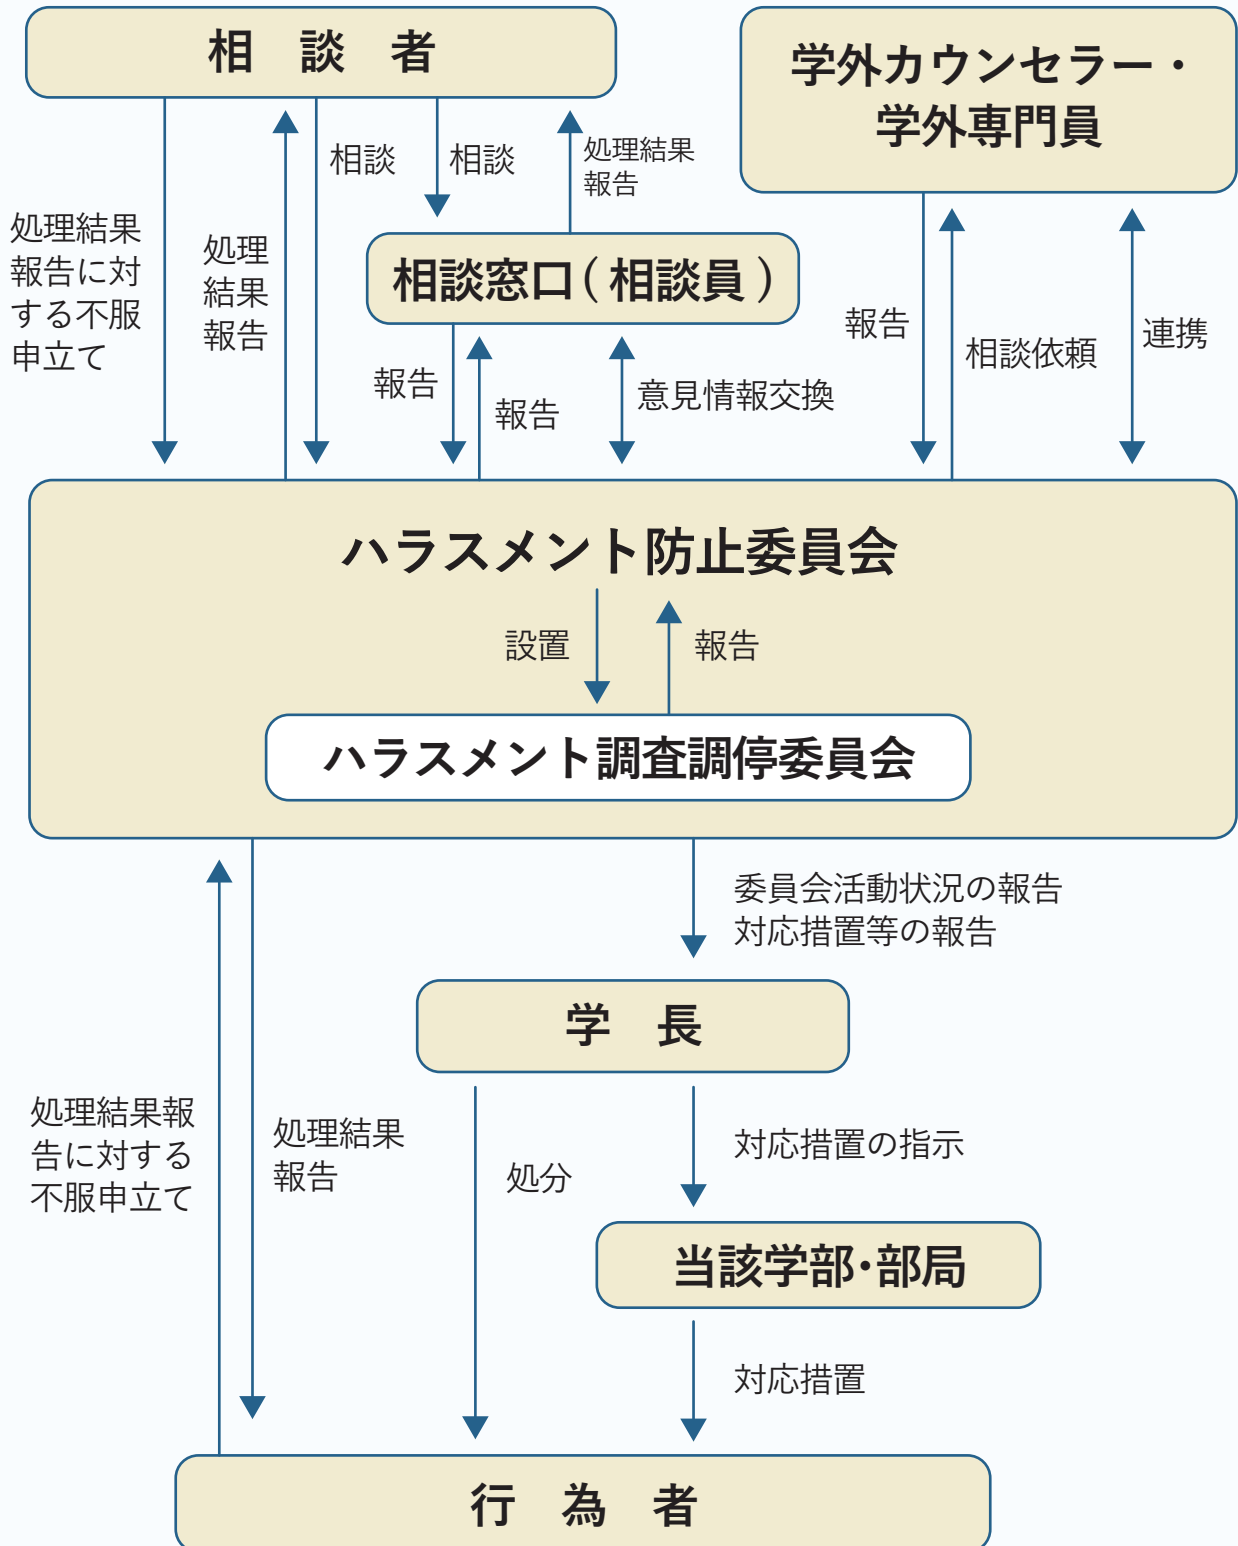 相 談 者
学外カウンセラー・
学外専門員
相談
相談
処理結果
報告
処理結果
報告に対
する不服
申立て
処理
結果
報告
相談窓口(相談員)
報告
報告
意見情報交換
報告
相談依頼
連携
ハラスメント防止委員会
設置
報告
ハラスメント調査調停委員会
委員会活動状況の報告
対応措置等の報告
学 長
処理結果報
告に対する
不服申立て
処理結果
報告
処分
対応措置の指示
当該学部・部局
対応措置
行 為 者